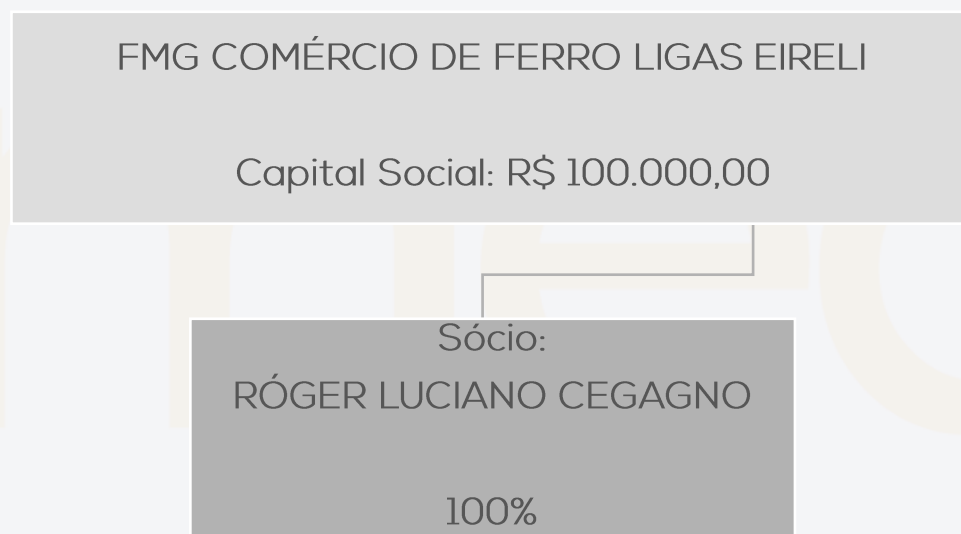 FMG COMÉRCIO DE FERRO LIGAS EIRELI
Capital Social: R$ 100.000,00
Sócio:
RÓGER LUCIANO CEGAGNO
100%